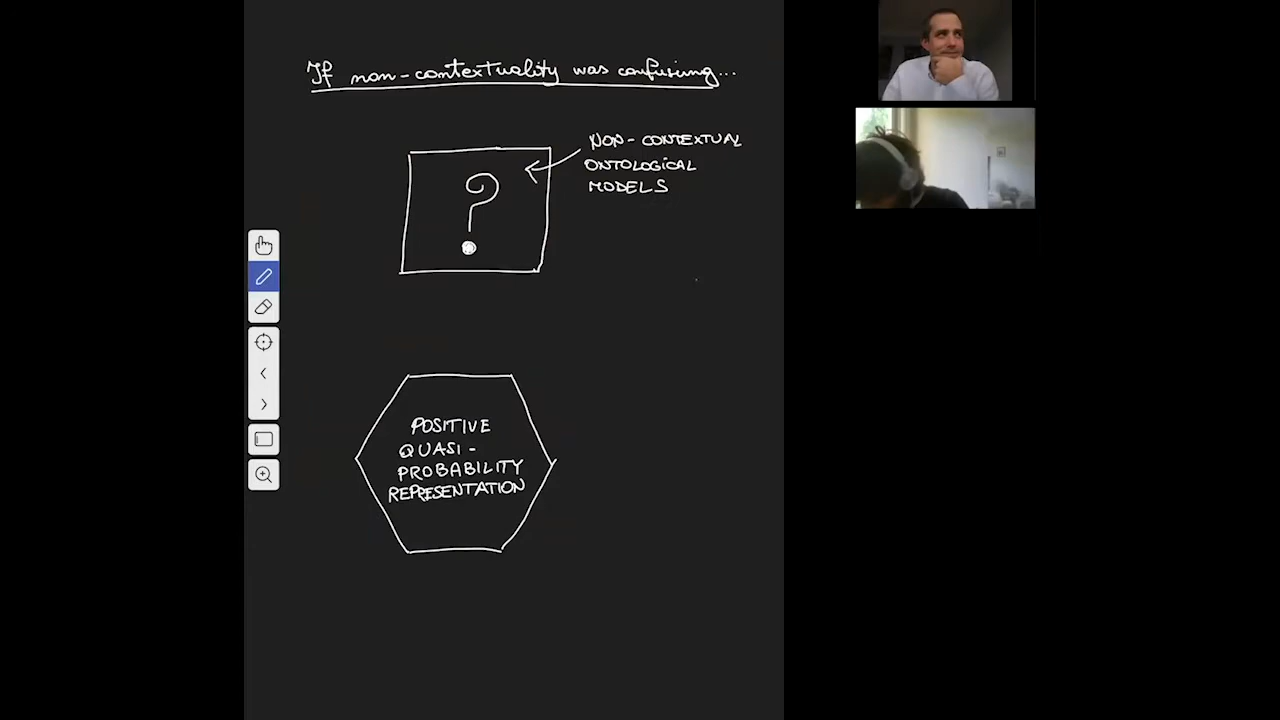 If non-contextuality was confusing...
NON-CONTEXTUAL
ONTOLOGICAL
MODELS
?
POSITIVE
QUASI-
PROBABILITY
REPRESENTATION